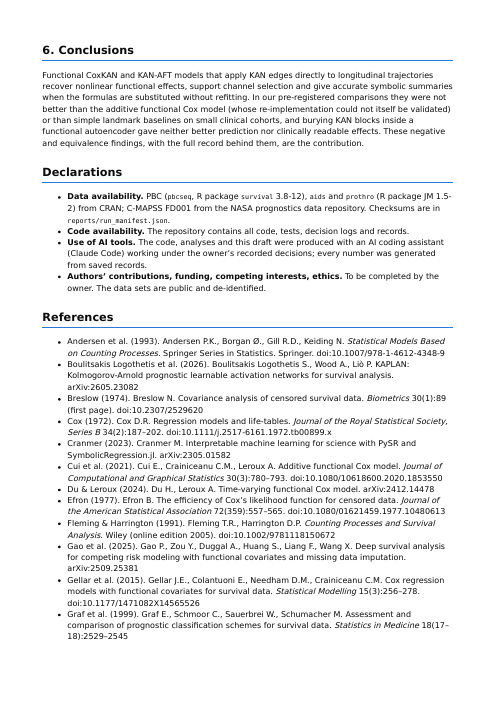 6. Conclusions
Functional CoxKAN and KAN-AFT models that apply KAN edges directly to longitudinal trajectories
recover nonlinear functional effects, support channel selection and give accurate symbolic summaries
when the formulas are substituted without refitting. In our pre-registered comparisons they were not
better than the additive functional Cox model (whose re-implementation could not itself be validated)
or than simple landmark baselines on small clinical cohorts, and burying KAN blocks inside a
functional autoencoder gave neither better prediction nor clinically readable effects. These negative
and equivalence findings, with the full record behind them, are the contribution.
Declarations
• Data availability. PBC (pbcseq, R package survival 3.8-12), aids and prothro (R package JM 1.5-
2) from CRAN; C-MAPSS FD001 from the NASA prognostics data repository. Checksums are in
reports/run_manifest.json.
• Code availability. The repository contains all code, tests, decision logs and records.
• Use of AI tools. The code, analyses and this draft were produced with an AI coding assistant
(Claude Code) working under the owner's recorded decisions; every number was generated
from saved records.
• Authors' contributions, funding, competing interests, ethics. To be completed by the
owner. The data sets are public and de-identified.
References
• Andersen et al. (1993). Andersen P.K., Borgan Ø., Gill R.D., Keiding N. Statistical Models Based
on Counting Processes. Springer Series in Statistics. Springer. doi:10.1007/978-1-4612-4348-9
• Boulitsakis Logothetis et al. (2026). Boulitsakis Logothetis S., Wood A., Liò P. KAPLAN:
Kolmogorov-Arnold prognostic learnable activation networks for survival analysis.
arXiv:2605.23082
• Breslow (1974). Breslow N. Covariance analysis of censored survival data. Biometrics 30(1):89
(first page). doi:10.2307/2529620
• Cox (1972). Cox D.R. Regression models and life-tables. Journal of the Royal Statistical Society,
Series B 34(2):187–202. doi:10.1111/j.2517-6161.1972.tb00899.x
• Cranmer (2023). Cranmer M. Interpretable machine learning for science with PySR and
SymbolicRegression.jl. arXiv:2305.01582
• Cui et al. (2021). Cui E., Crainiceanu C.M., Leroux A. Additive functional Cox model. Journal of
Computational and Graphical Statistics 30(3):780–793. doi:10.1080/10618600.2020.1853550
• Du & Leroux (2024). Du H., Leroux A. Time-varying functional Cox model. arXiv:2412.14478
• Efron (1977). Efron B. The efficiency of Cox's likelihood function for censored data. Journal of
the American Statistical Association 72(359):557–565. doi:10.1080/01621459.1977.10480613
• Fleming & Harrington (1991). Fleming T.R., Harrington D.P. Counting Processes and Survival
Analysis. Wiley (online edition 2005). doi:10.1002/9781118150672
• Gao et al. (2025). Gao P., Zou Y., Duggal A., Huang S., Liang F., Wang X. Deep survival analysis
for competing risk modeling with functional covariates and missing data imputation.
arXiv:2509.25381
• Gellar et al. (2015). Gellar J.E., Colantuoni E., Needham D.M., Crainiceanu C.M. Cox regression
models with functional covariates for survival data. Statistical Modelling 15(3):256–278.
doi:10.1177/1471082X14565526
• Graf et al. (1999). Graf E., Schmoor C., Sauerbrei W., Schumacher M. Assessment and
comparison of prognostic classification schemes for survival data. Statistics in Medicine 18(17–
18):2529–2545